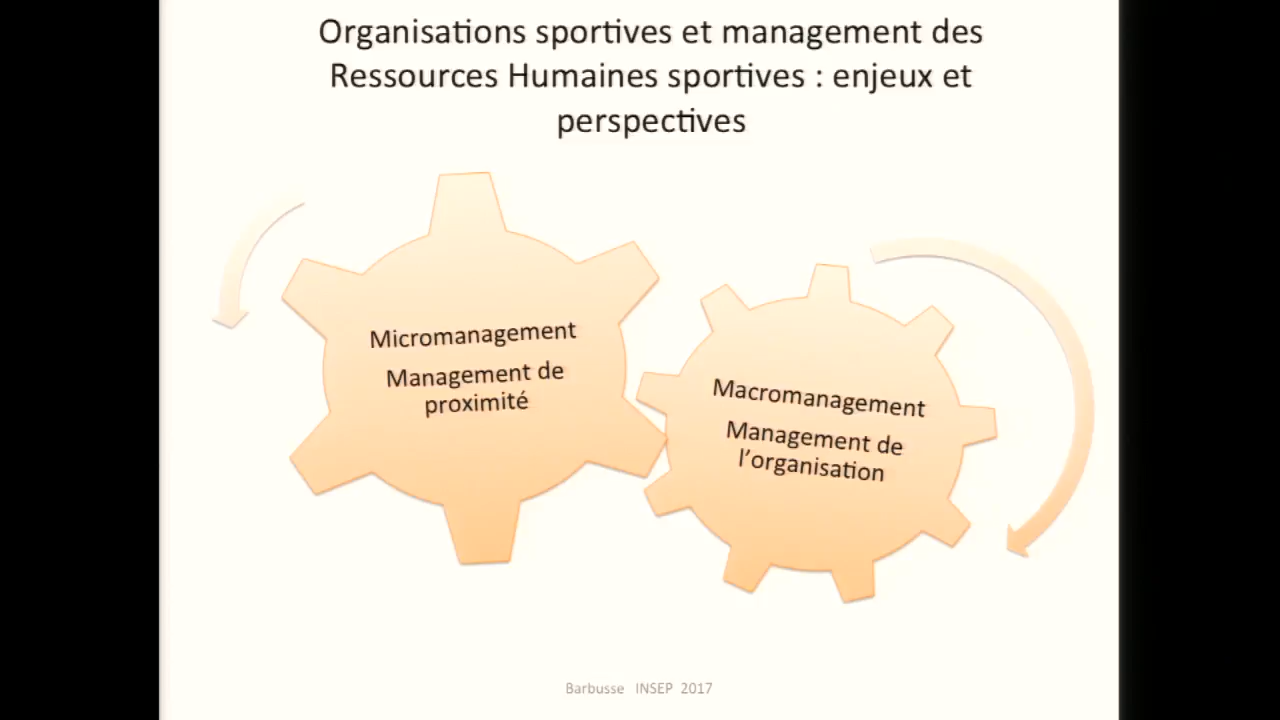 Organisations sportives et management des
Ressources Humaines sportives : enjeux et
perspectives
Micromanagement
Management de
proximité
Macromanagement
Management de
l’organisation
Barbusse INSEP 2017